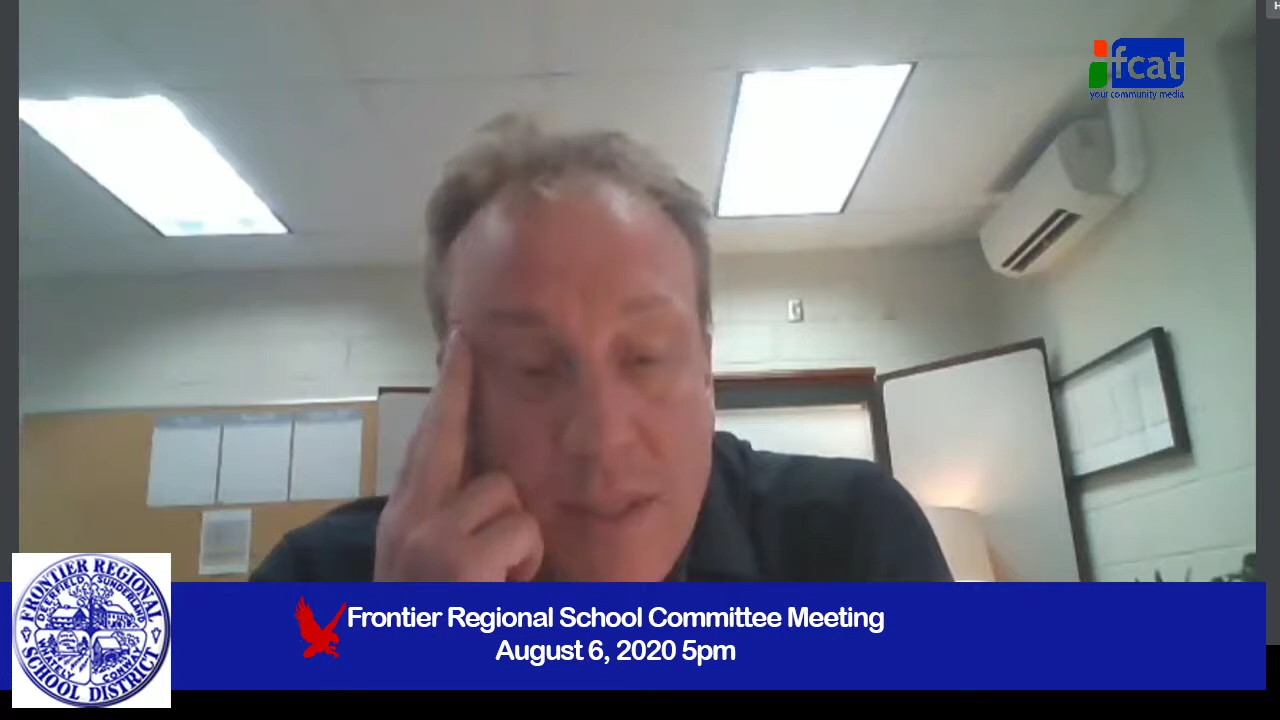 H
fcat
your community media
Frontier Regional School Committee Meeting
August 6, 2020 5pm
FRONTIER REGIONAL
SCHOOL DISTRICT
DEERFIELD SUNDERLAND
WHATELY CONWAY